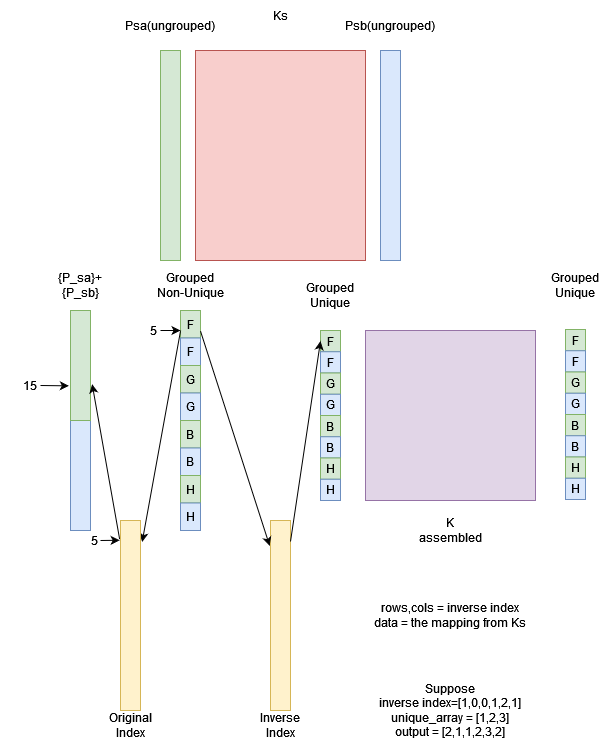 Ks
Psa(ungrouped)
Psb(ungrouped)
{P_sa}+
{P_sb}
Grouped
Non-Unique
Grouped
Unique
Grouped
Unique
15
5
F
F
G
G
B
B
H
H
F
F
G
G
B
B
H
H
F
F
G
G
B
B
H
H
5
K
assembled
rows,cols = inverse index
data = the mapping from Ks
Original
Index
Inverse
Index
Suppose
inverse index=[1,0,0,1,2,1]
unique_array = [1,2,3]
output = [2,1,1,2,3,2]